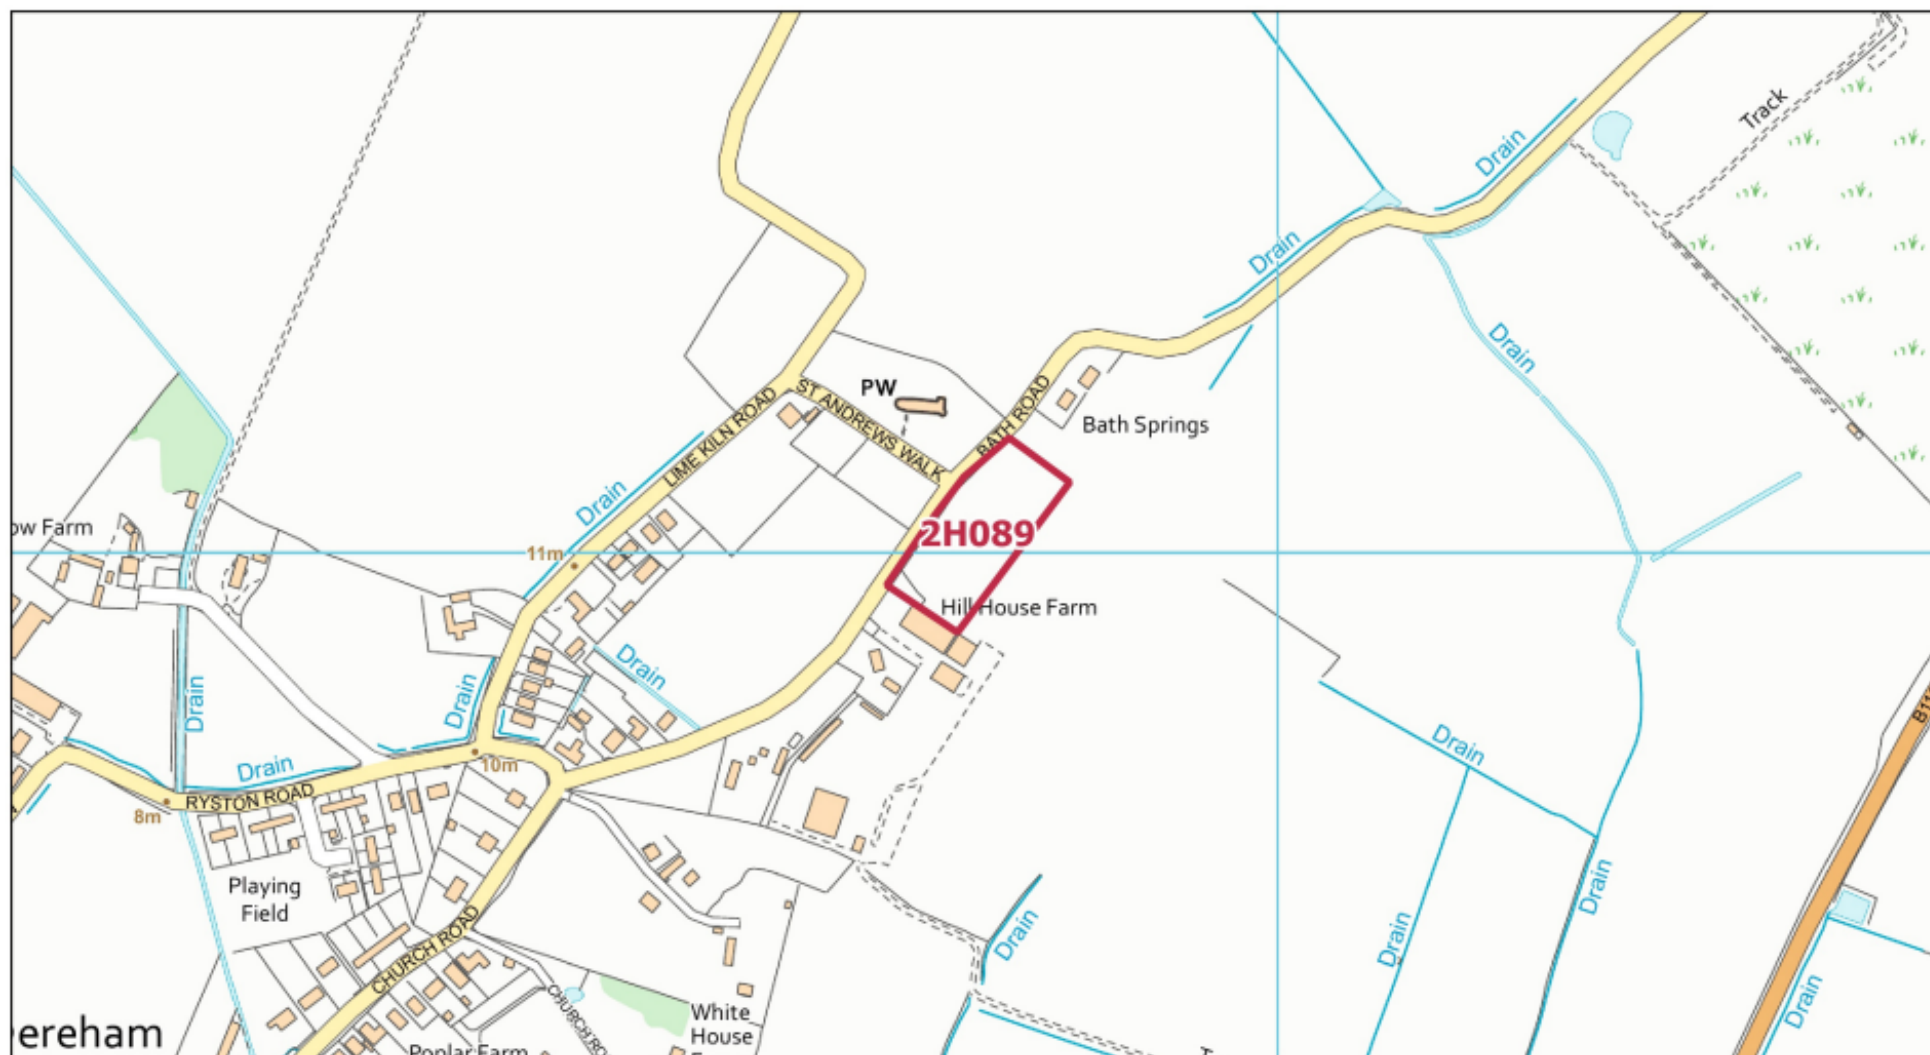 Track
Drain
Drain
Drain
PW
ST ANDREWS WALK
BATH ROAD
LIME KILN ROAD
Bath Springs
Drain
ow Farm
11m
2H089
Hill House Farm
Drain
Drain
Drain
Drain
10m
Drain
RYSTON ROAD
8m
B11
Playing
Field
Drain
Drain
Drain
CHURCH ROAD
Drain
White
House
ereham
Poplar Farm